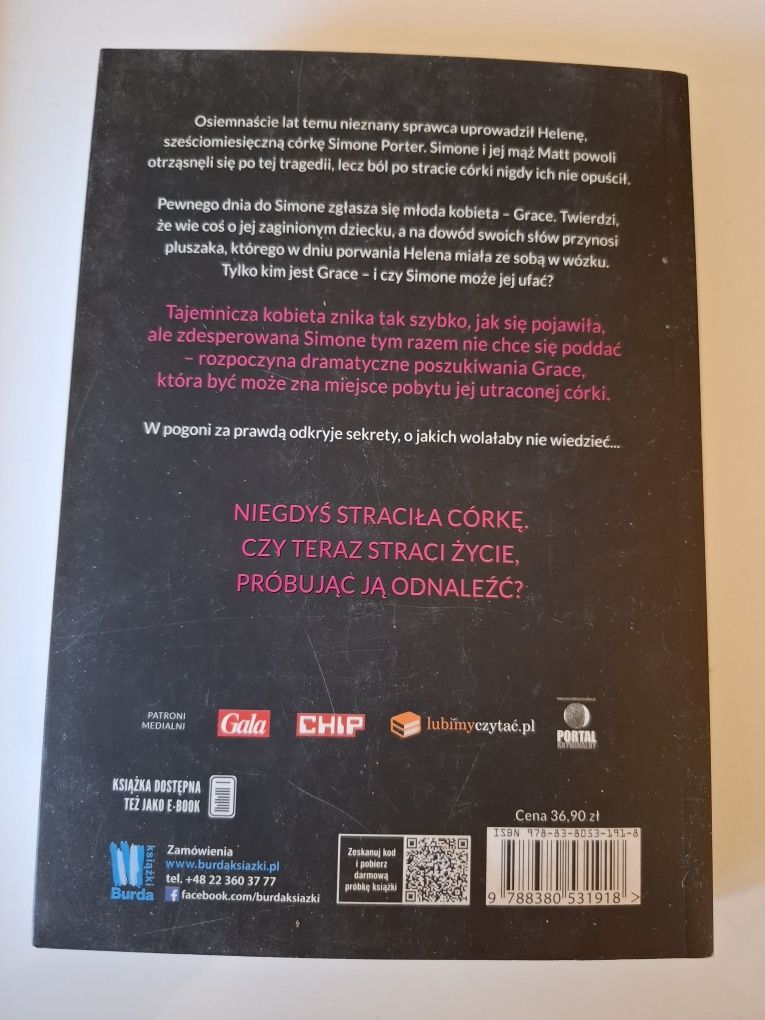 Osiemnaście lat temu nieznany sprawca uprowadził Helenę,
sześciomiesięczną córkę Simone Porter. Simone i jej mąż Matt powoli
otrząsnęli się po tej tragedii, lecz ból po stracie córki nigdy ich nie opuścił.
Pewnego dnia do Simone zgłasza się młoda kobieta – Grace. Twierdzi,
że wie coś o jej zaginionym dziecku, a na dowód swoich słów przynosi
pluszaka, którego w dniu porwania Helena miała ze sobą w wózku.
Tylko kim jest Grace – i czy Simone może jej ufać?
Tajemnicza kobieta znika tak szybko, jak się pojawiła,
ale zdesperowana Simone tym razem nie chce się poddać
– rozpoczyna dramatyczne poszukiwania Grace,
która być może zna miejsce pobytu jej utraconej córki.
W pogoni za prawdą odkryje sekrety, o jakich wolałaby nie wiedzieć...
NIEGDYŚ STRACIŁA CÓRKĘ.
CZY TERAZ STRACI ŻYCIE,
PRÓBUJĄC JĄ ODNALEŹĆ?
PATRONI
MEDIALNI
Gala
CHIP
lubimyczytać.pl
PORTAL
KRYMINALNY
KSIĄŻKA DOSTĘPNA
TEŻ JAKO E-BOOK
Cena 36,90 zł
ISBN 978-83-8053-191-8
9 788380 531918 >
książki
Burda
Zamówienia
www.burdaksiazki.pl
tel. +48 22 360 37 77
facebook.com/burdaksiazki
Zeskanuj kod
i pobierz
darmową
próbkę książki